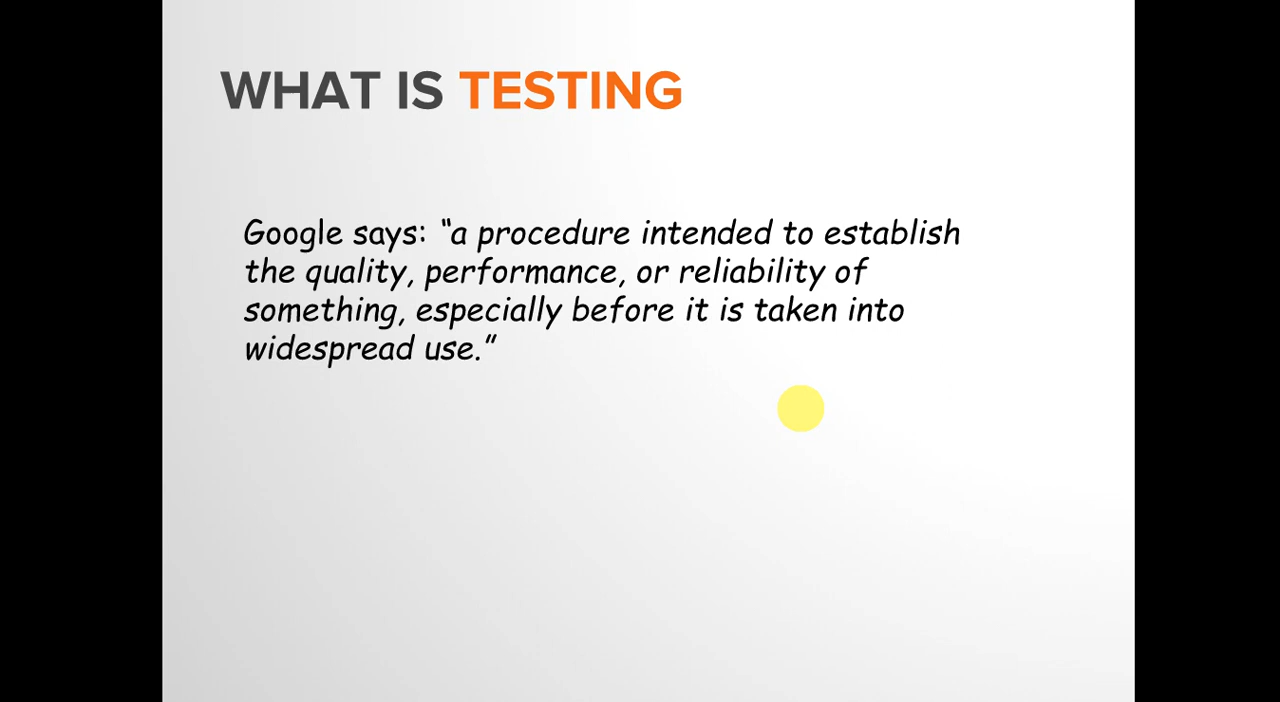 WHAT IS TESTING
Google says: “a procedure intended to establish
the quality, performance, or reliability of
something, especially before it is taken into
widespread use.”